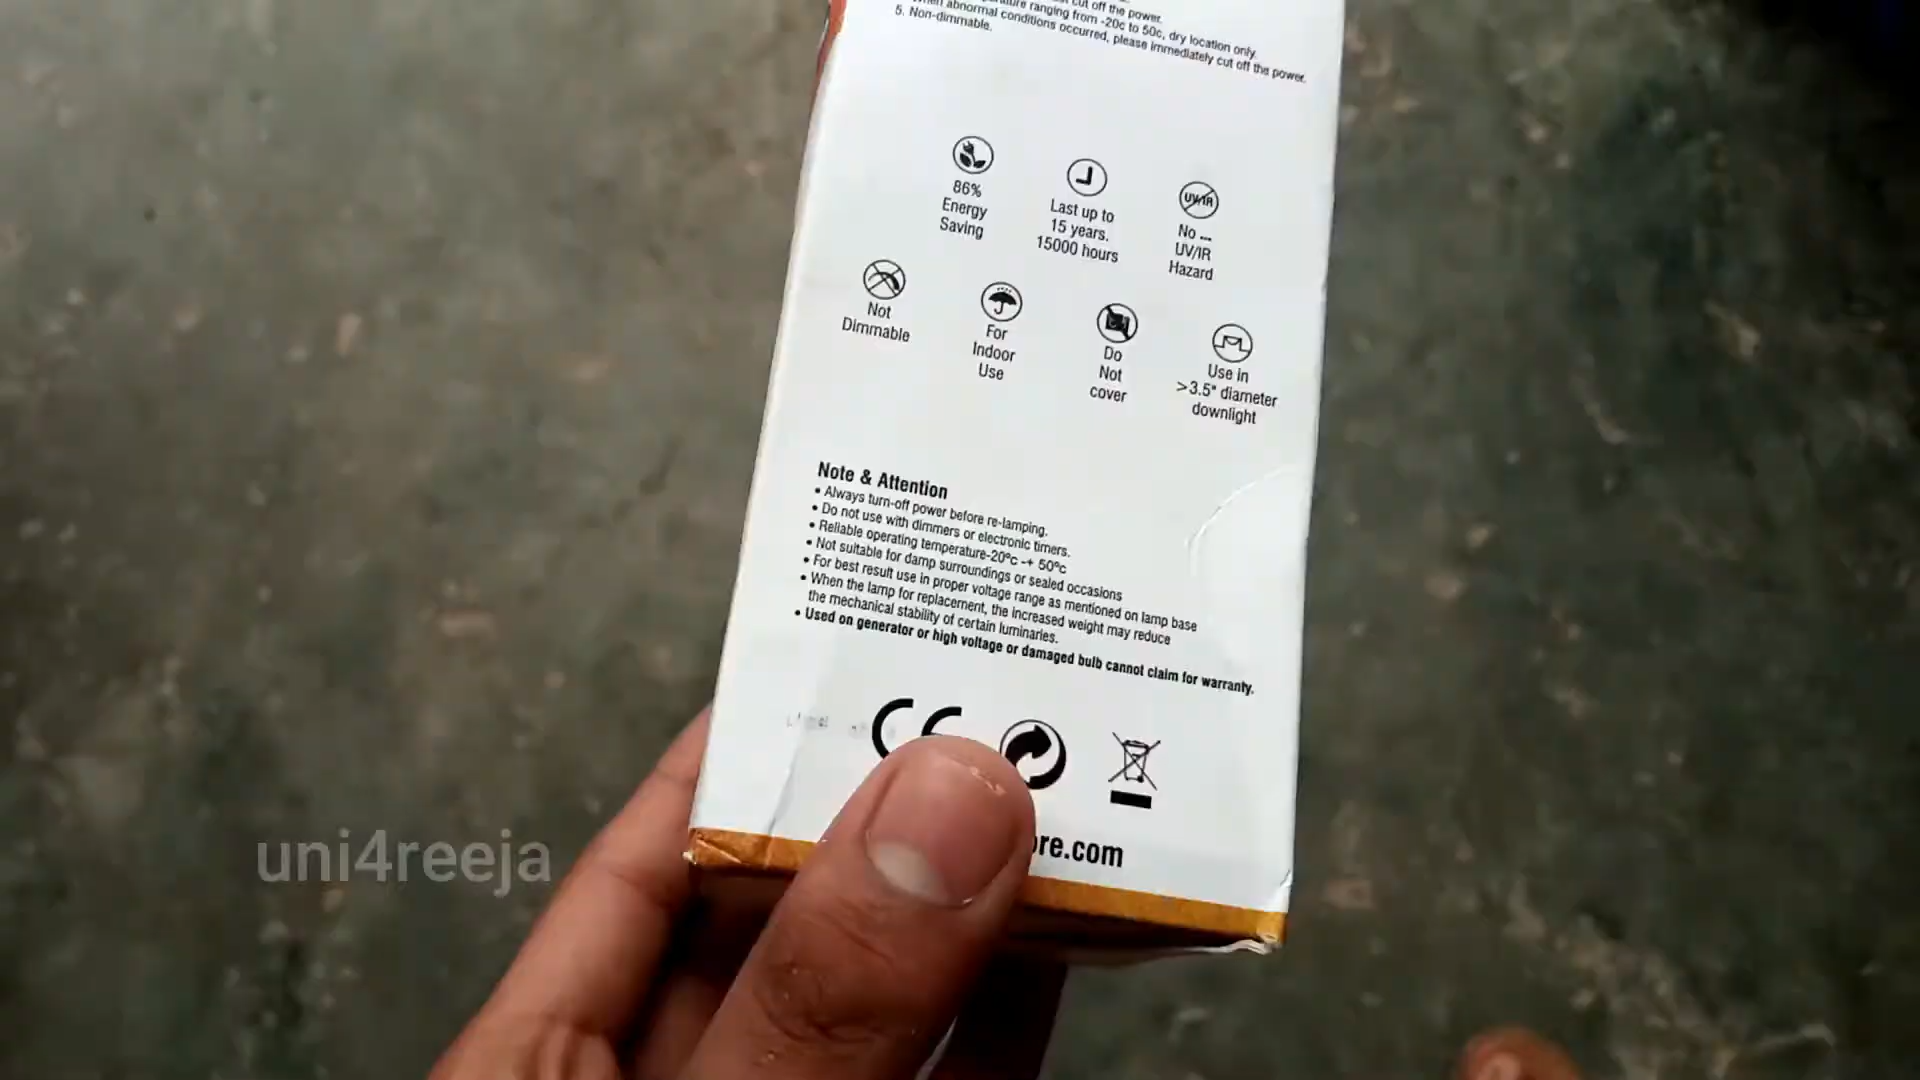 cut off the power.
ranging from -20c to 50c, dry location only.
abnormal conditions occurred, please immediately cut off the power.
5. Non-dimmable.
86%
Energy
Saving
Last up to
15 years.
15000 hours
UV/IR
No ...
UV/IR
Hazard
Not
Dimmable
For
Indoor
Use
Do
Not
cover
Use in
>3.5" diameter
downlight
Note & Attention
• Always turn-off power before re-lamping.
• Do not use with dimmers or electronic timers.
• Reliable operating temperature-20°c -+ 50°c
• Not suitable for damp surroundings or sealed occasions
• For best result use in proper voltage range as mentioned on lamp base
• When the lamp for replacement, the increased weight may reduce
the mechanical stability of certain luminaries.
• Used on generator or high voltage or damaged bulb cannot claim for warranty.
CE
ore.com
uni4reeja